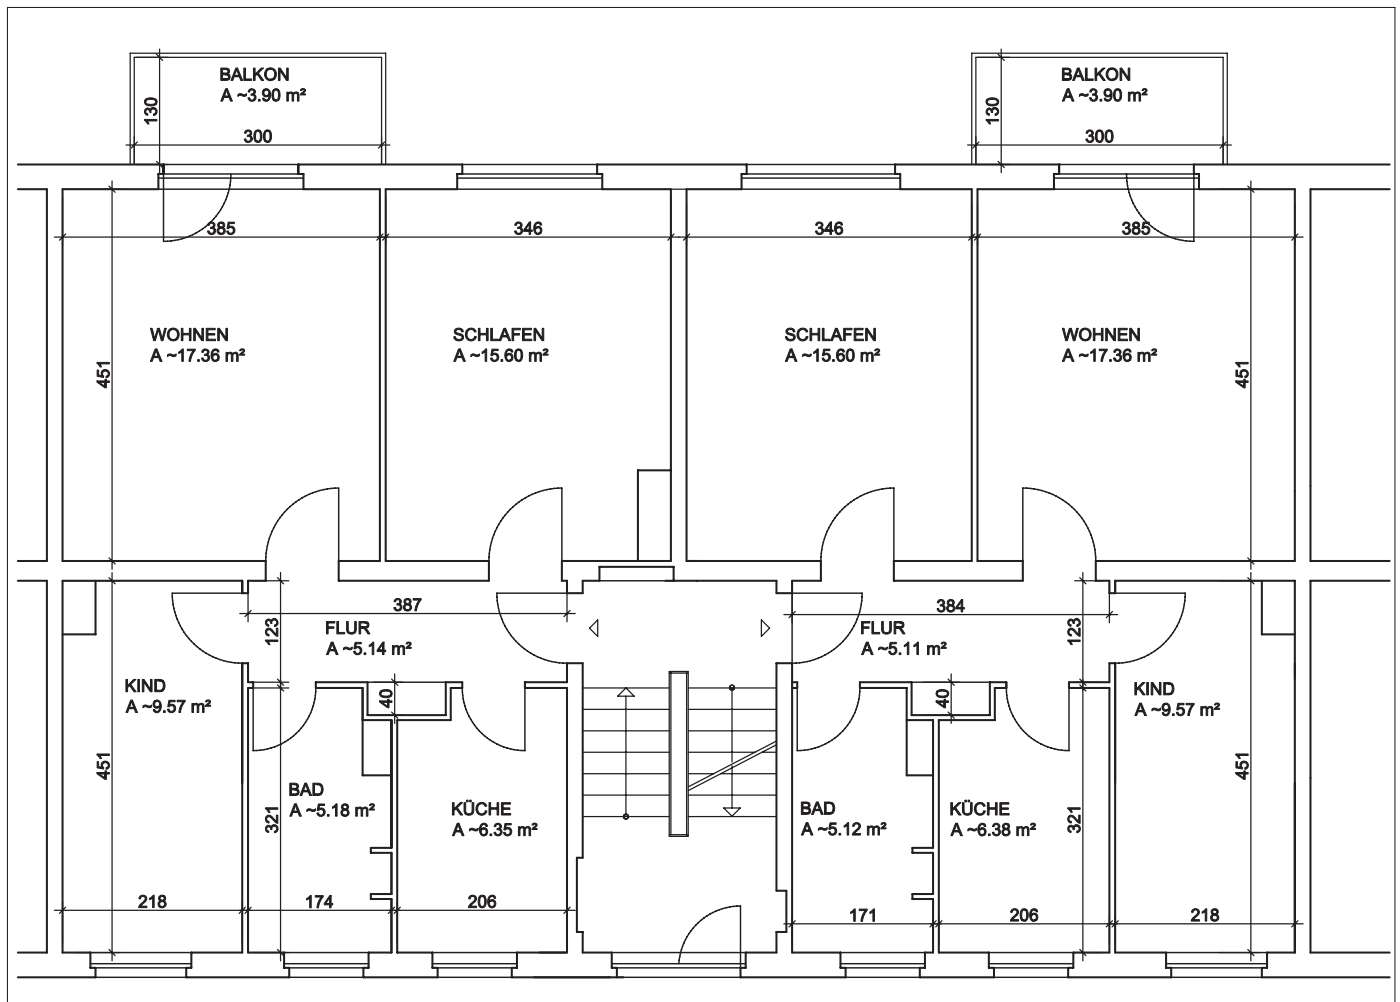 BALKON
A ~3.90 m²
130
300
BALKON
A ~3.90 m²
130
300
385
346
346
385
WOHNEN
A ~17.36 m²
SCHLAFEN
A ~15.60 m²
SCHLAFEN
A ~15.60 m²
WOHNEN
A ~17.36 m²
451
451
387
384
123
FLUR
A ~5.14 m²
FLUR
A ~5.11 m²
123
KIND
A ~9.57 m²
40
40
KIND
A ~9.57 m²
451
451
BAD
A ~5.18 m²
321
KÜCHE
A ~6.35 m²
BAD
A ~5.12 m²
KÜCHE
A ~6.38 m²
321
218
174
206
171
206
218